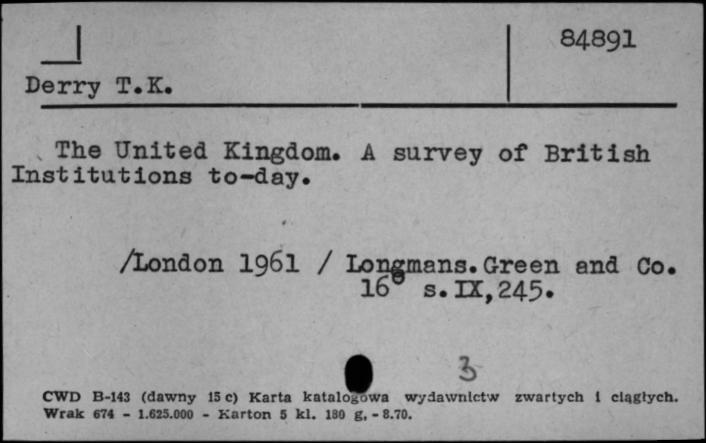 84891
Derry T.K.
The United Kingdom. A survey of British
Institutions to-day.
/London 1961 / Longmans.Green and Co.
16° s.IX,245.
3
CWD B-143 (dawny 15 c) Karta katalogowa wydawnictw zwartych i ciągłych.
Wrak 674 - 1.625.000 - Karton 5 kl. 180 g. - 8.70.